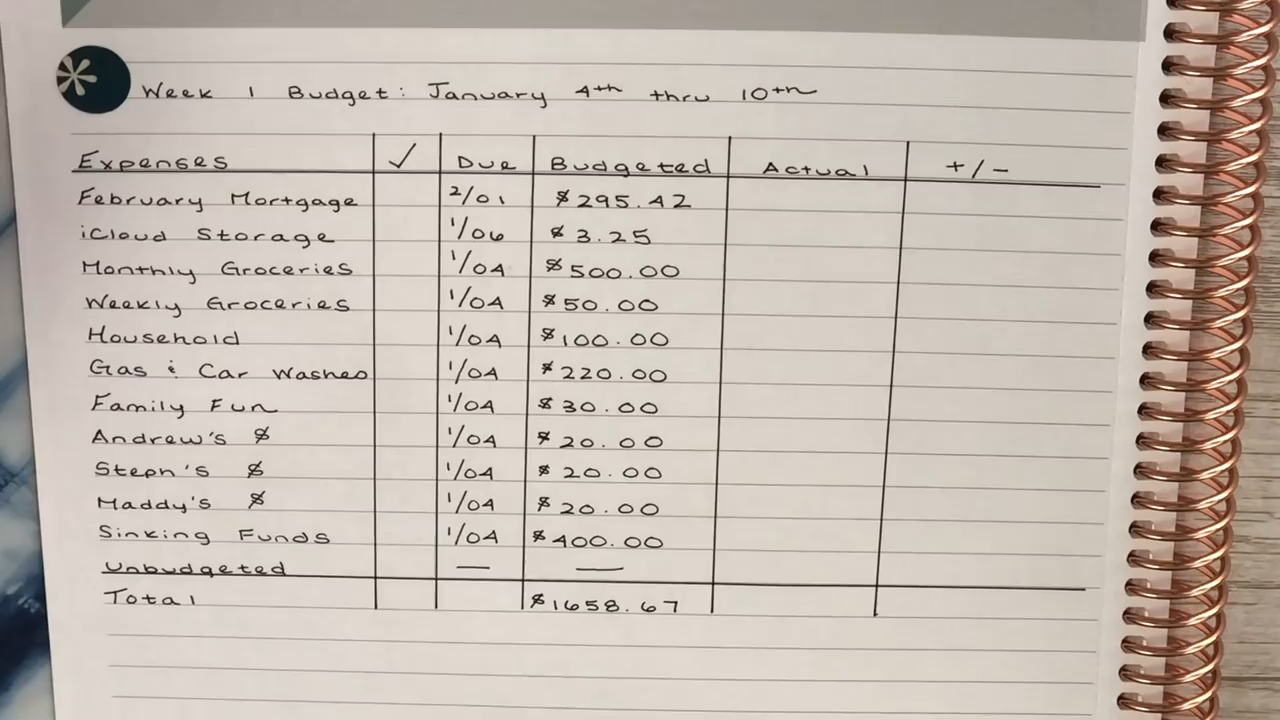 Week 1 Budget: January 4th thru 10th
Expenses ✓ Due Budgeted Actual +/-
February Mortgage 2/01 $295.42
iCloud Storage 1/06 $3.25
Monthly Groceries 1/04 $500.00
Weekly Groceries 1/04 $50.00
Household 1/04 $100.00
Gas & Car Washes 1/04 $220.00
Family Fun 1/04 $30.00
Andrew's $ 1/04 $20.00
Steph's $ 1/04 $20.00
Maddy's $ 1/04 $20.00
Sinking Funds 1/04 $400.00
Unbudgeted — —
Total $1658.67